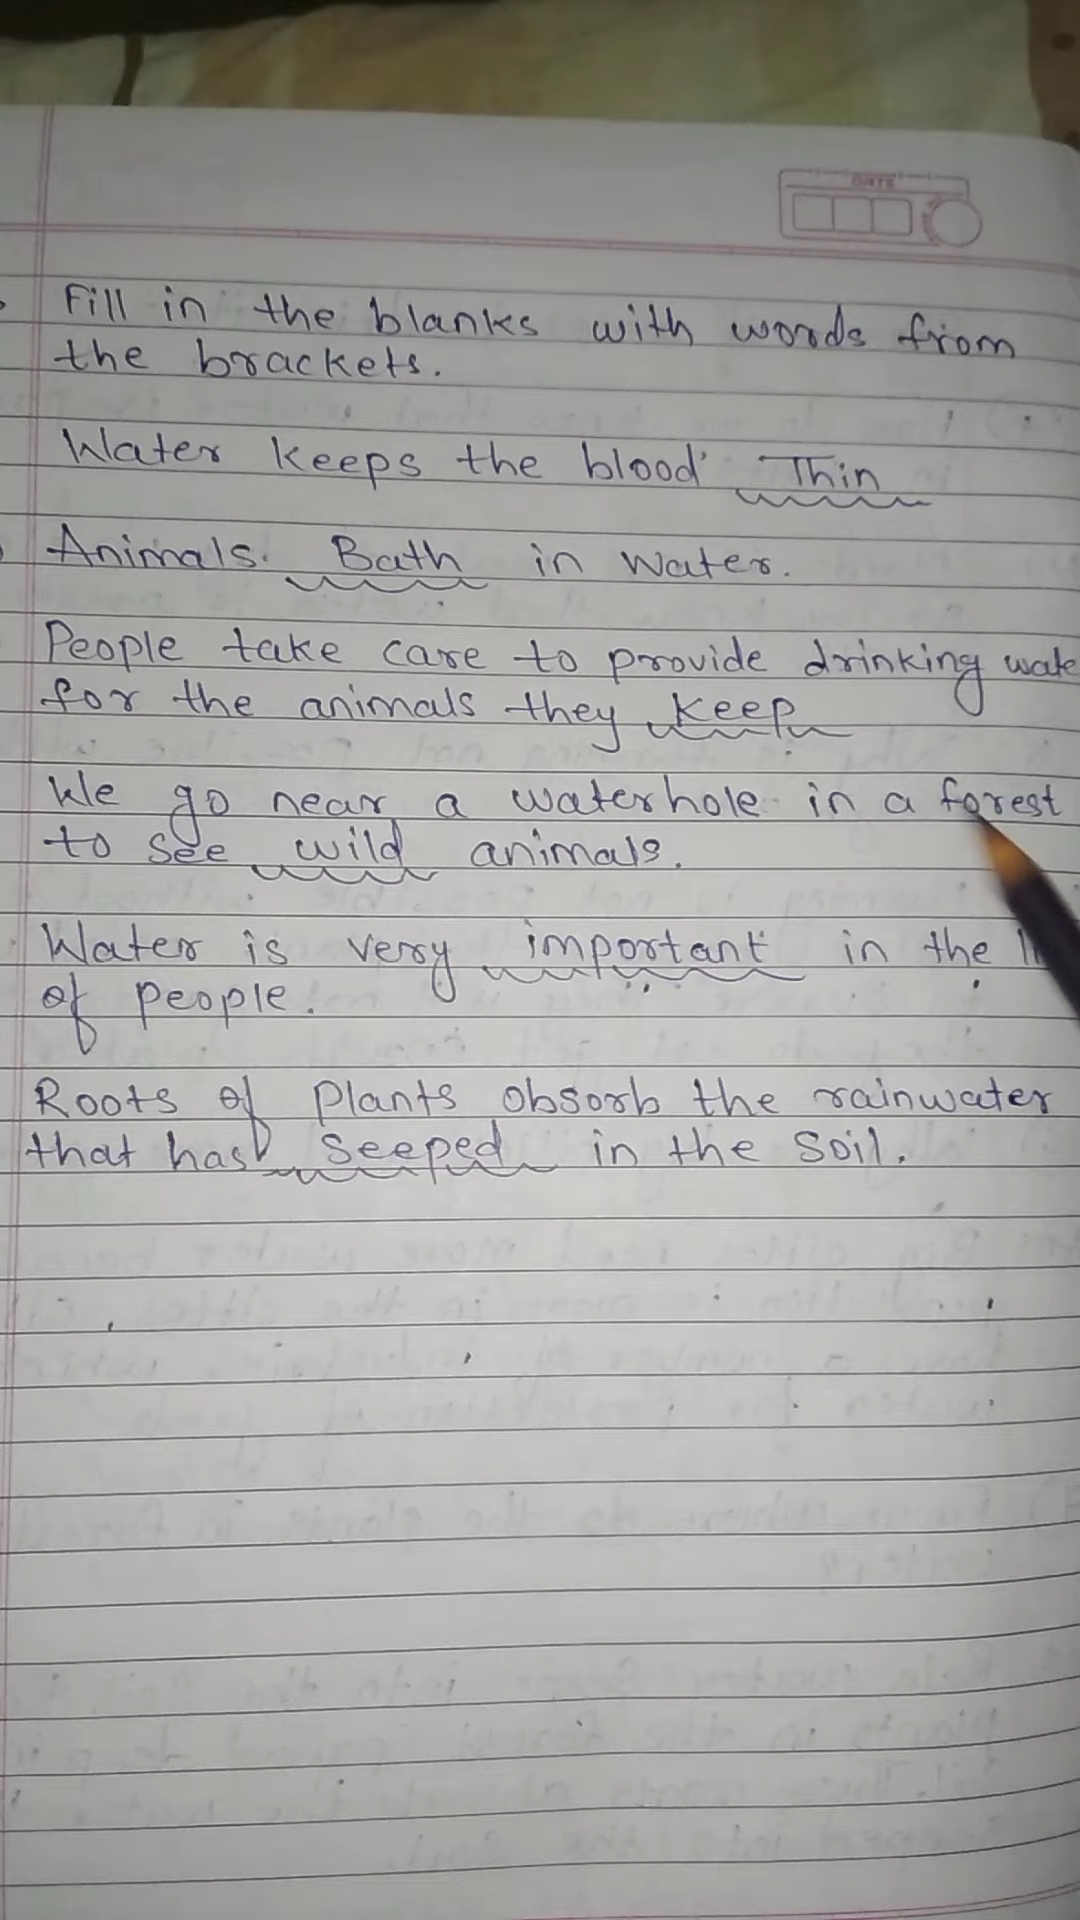 DATE
Fill in the blanks with words from
the brackets.
Water keeps the blood Thin
Animals. Bath in water.
People take care to provide drinking wate
for the animals they keep
We go near a waterhole in a forest
to see wild animals.
Water is very important in the
of people.
Roots of Plants obsorb the rainwater
that has seeped in the soil.